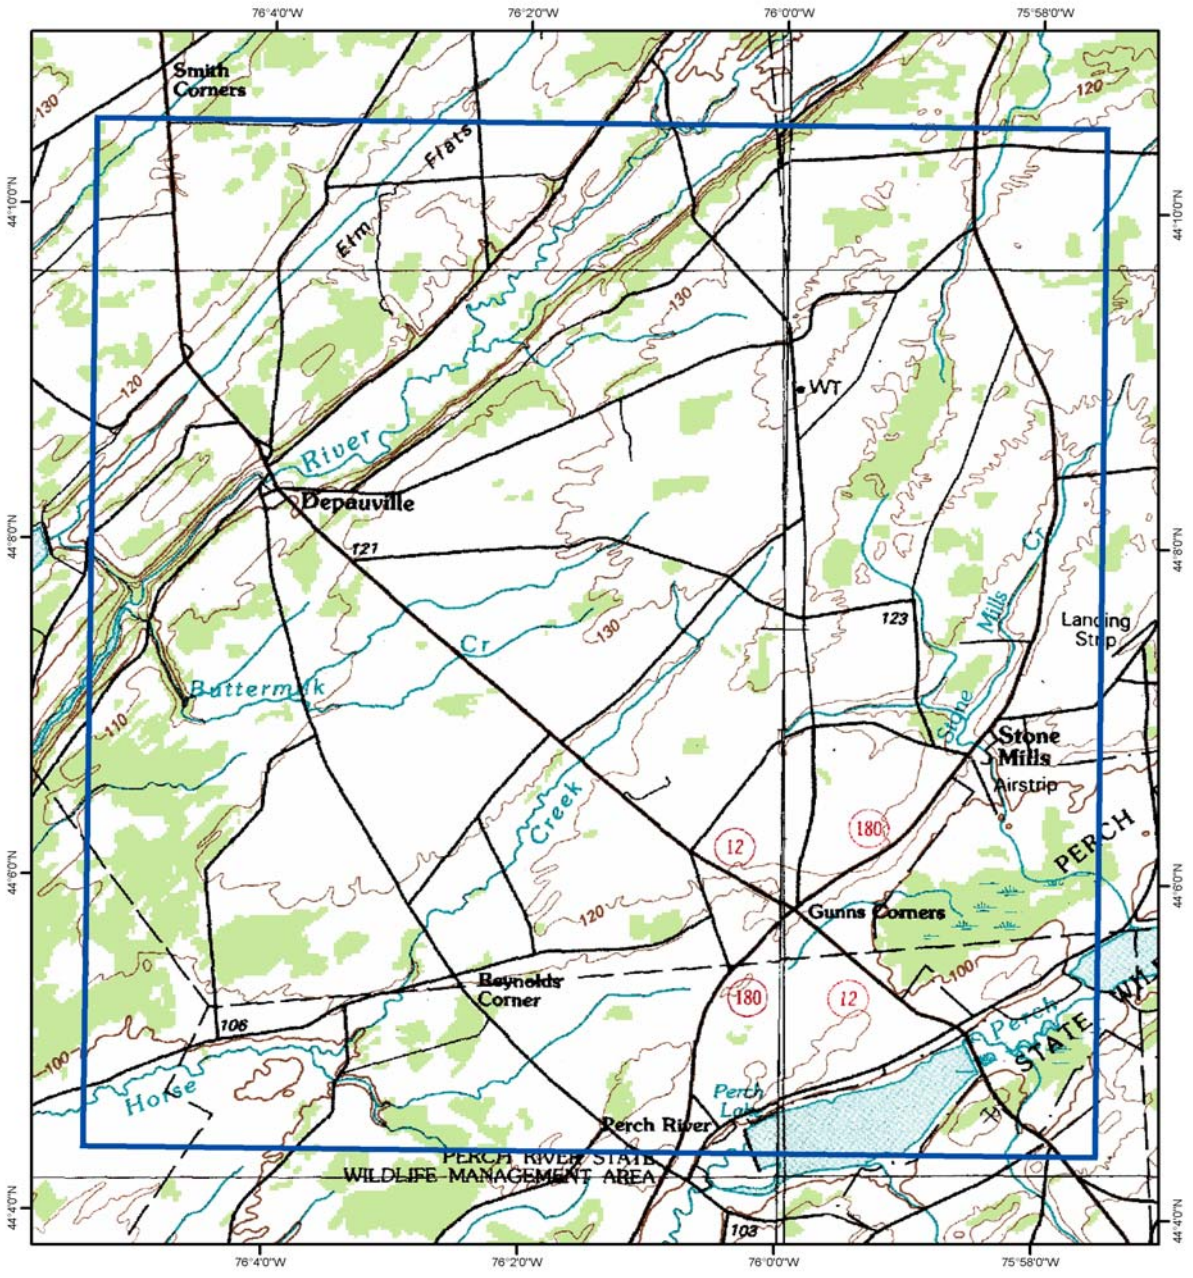 76°4'0"W
76°2'0"W
76°0'0"W
75°58'0"W
Smith
Corners
130
120
Flats
Elm
44°10'0"N
44°10'0"N
130
120
WT
River
Depauville
44°8'0"N
44°8'0"N
121
Cr
Mills
Stone
123
Landing
Strip
130
Cr
Buttermilk
110
Stone
Mills
Airstrip
Creek
12
180
PERCH
44°6'0"N
44°6'0"N
120
Gunns Corners
Reynolds
Corner
100
180
12
106
Perch
STATE
100
Horse
Perch
Lake
Perch River
PERCH RIVER STATE
WILDLIFE MANAGEMENT AREA
44°4'0"N
44°4'0"N
103
76°4'0"W
76°2'0"W
76°0'0"W
75°58'0"W